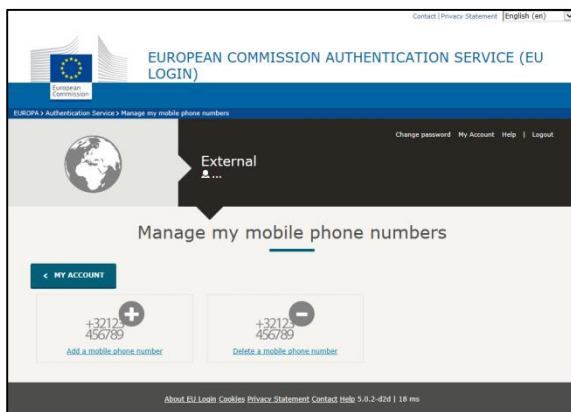 Contact | Privacy Statement English (en)
EUROPEAN COMMISSION AUTHENTICATION SERVICE (EU
LOGIN)
European
Commission
EUROPA > Authentication Service > Manage my mobile phone numbers
Change password My Account Help | Logout
External
...
Manage my mobile phone numbers
< MY ACCOUNT
+32123
456789
Add a mobile phone number
+32123
456789
Delete a mobile phone number
About EU Login Cookies Privacy Statement Contact Help 5.0.2-d2d | 18 ms